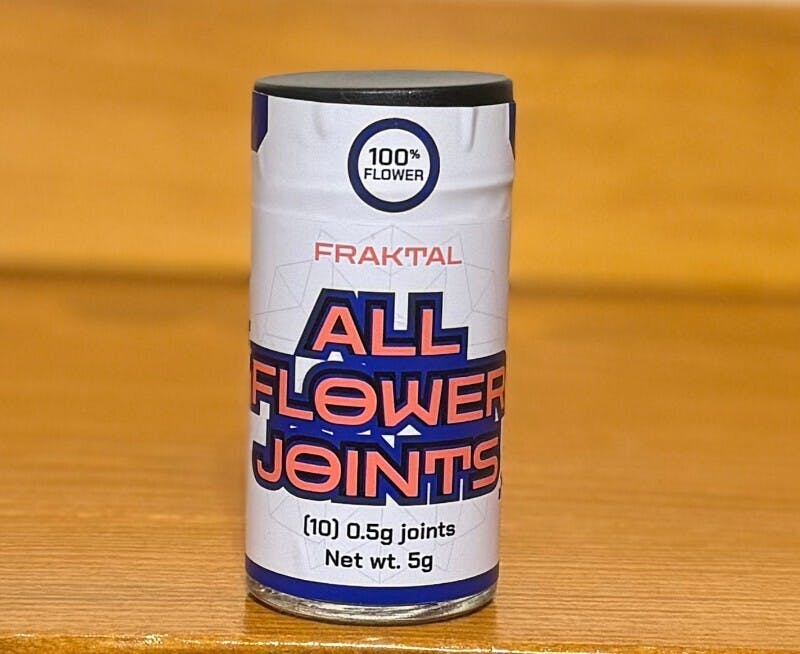 100%
FLOWER
FRAKTAL
ALL
FLOWER
JOINTS
(10) 0.5g joints
Net wt. 5g